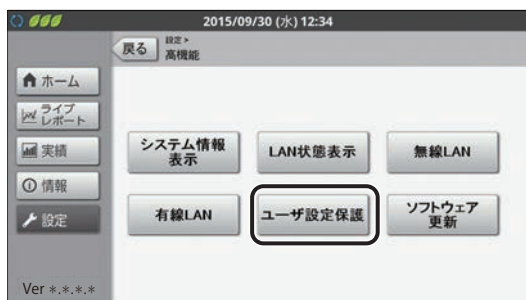 2015/09/30 (水) 12:34
戻る
設定 >
高機能
ホーム
ライブ
レポート
実績
情報
設定
システム情報
表示
LAN状態表示
無線LAN
有線LAN
ユーザ設定保護
ソフトウェア
更新
Ver *.*.*.*